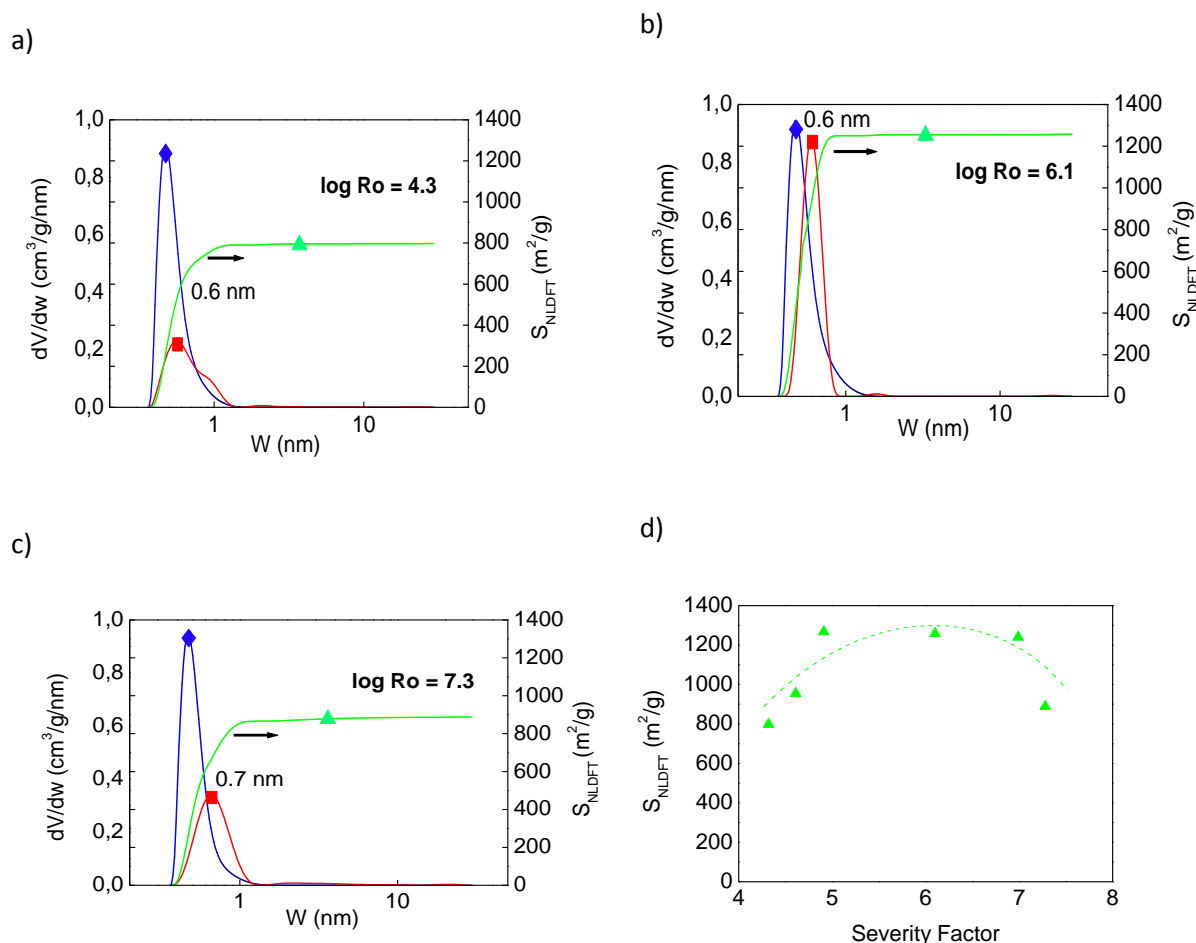 a)
1,0
0,8
0,6
0,4
0,2
0,0
dV/dw (cm³/g/nm)
1400
1200
1000
800
600
400
200
0
S_NLDFT (m²/g)
log Ro = 4.3
0.6 nm
1
10
W (nm)
b)
1,0
0,8
0,6
0,4
0,2
0,0
dV/dw (cm³/g/nm)
1400
1200
1000
800
600
400
200
0
S_NLDFT (m²/g)
0.6 nm
log Ro = 6.1
1
10
W (nm)
c)
1,0
0,8
0,6
0,4
0,2
0,0
dV/dw (cm³/g/nm)
1400
1200
1000
800
600
400
200
0
S_NLDFT (m²/g)
log Ro = 7.3
0.7 nm
1
10
W (nm)
d)
1400
1200
1000
800
600
400
200
0
S_NLDFT (m²/g)
4
5
6
7
8
Severity Factor